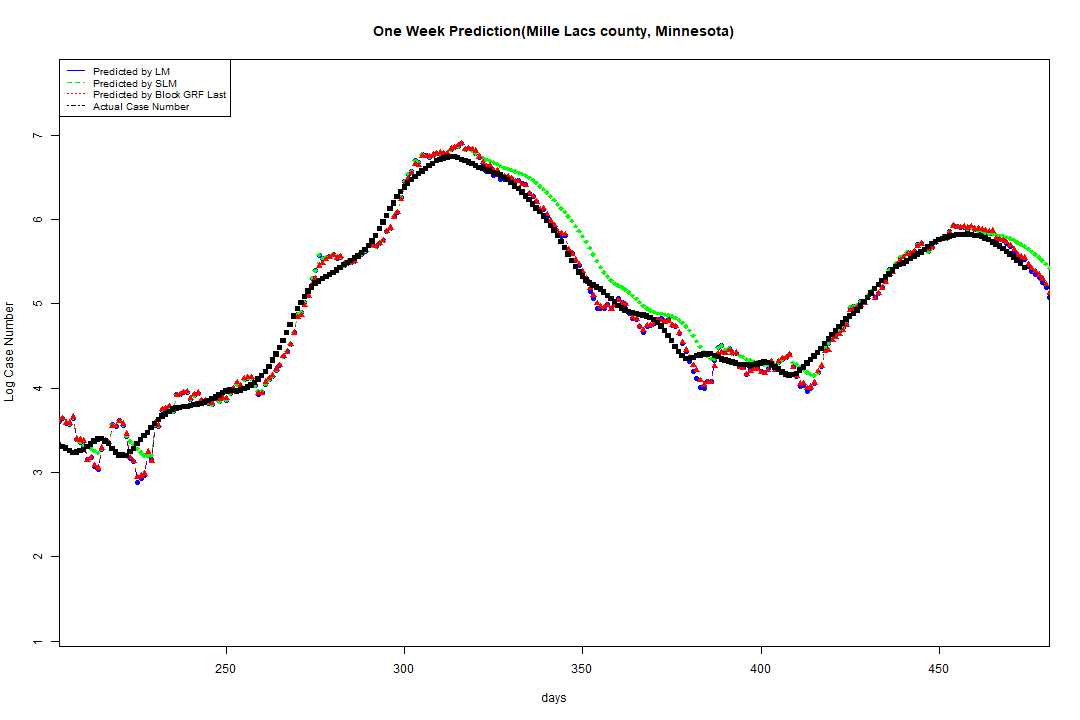 One Week Prediction(Mille Lacs county, Minnesota)
Predicted by LM
Predicted by SLM
Predicted by Block GRF Last
Actual Case Number
Log Case Number
7
6
5
4
3
2
1
250 300 350 400 450
days